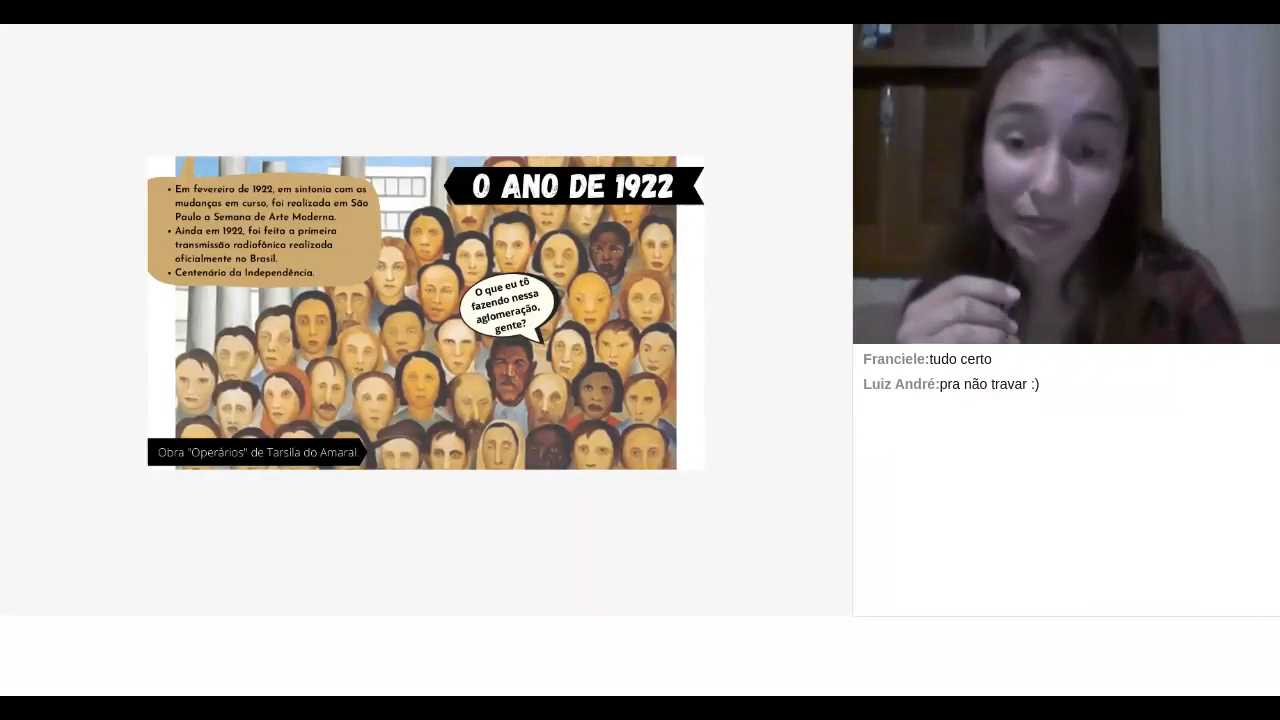 O ANO DE 1922
• Em fevereiro de 1922, em sintonia com as
mudanças em curso, foi realizada em São
Paulo a Semana de Arte Moderna.
• Ainda em 1922, foi feita a primeira
transmissão radiofônica realizada
oficialmente no Brasil.
• Centenário da Independência.
O que eu tô
fazendo nessa
aglomeração,
gente?
Obra "Operários" de Tarsila do Amaral
Franciele:tudo certo
Luiz André:pra não travar :)